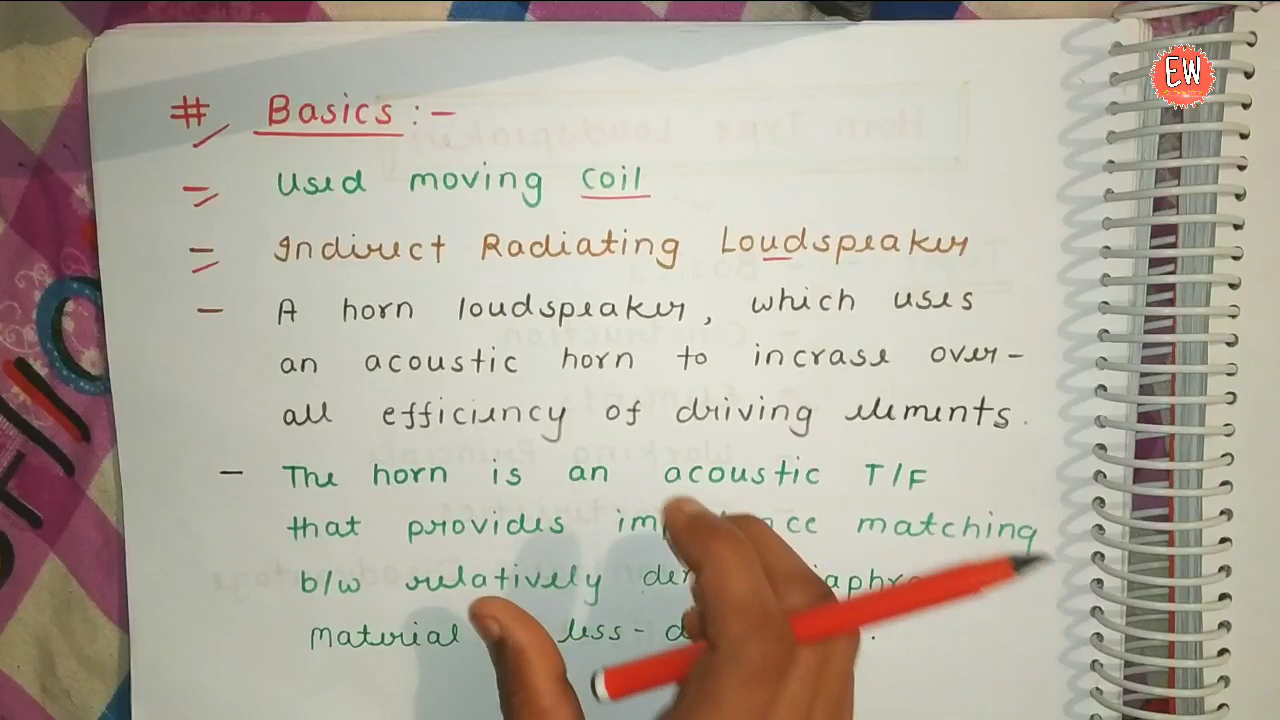 # Basics :-
- Used moving coil
- Indirect Radiating Loudspeaker
- A horn loudspeaker, which uses
an acoustic horn to incrase over-
all efficiency of driving elements.
- The horn is an acoustic T/F
that provides matching
b/w relatively
material less-
EW